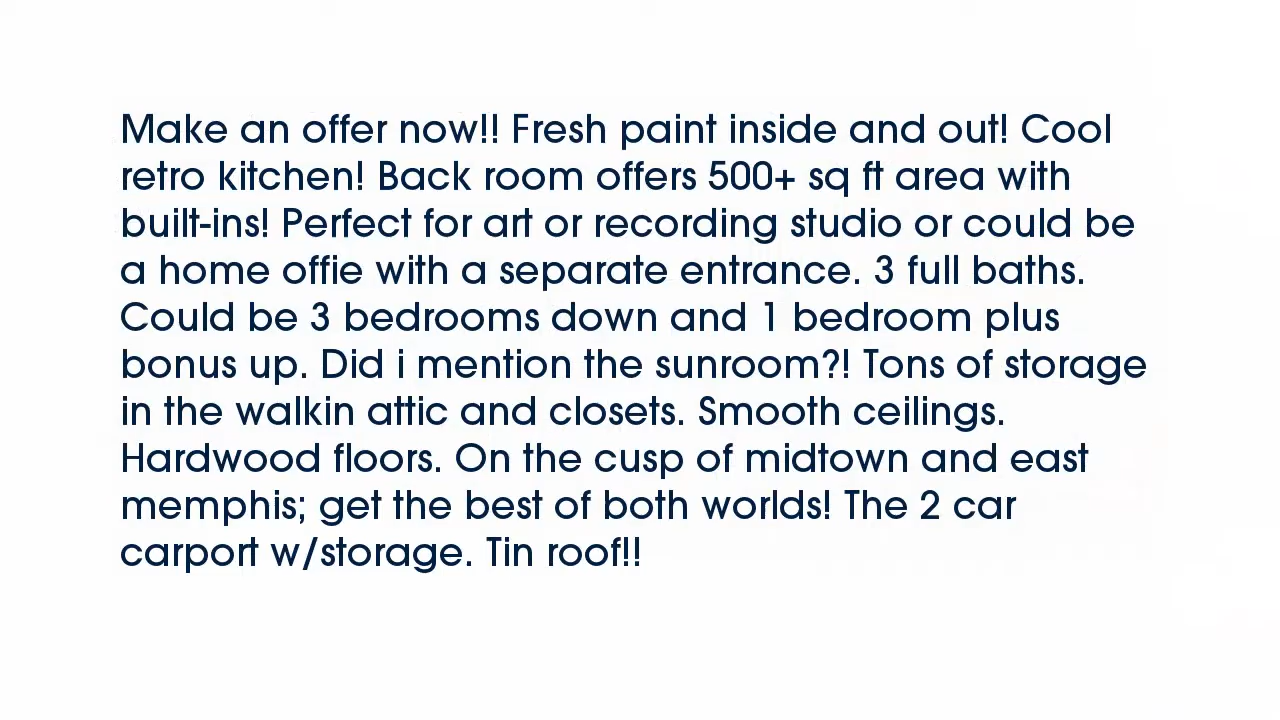 Make an offer now!! Fresh paint inside and out! Cool
retro kitchen! Back room offers 500+ sq ft area with
built-ins! Perfect for art or recording studio or could be
a home offie with a separate entrance. 3 full baths.
Could be 3 bedrooms down and 1 bedroom plus
bonus up. Did i mention the sunroom?! Tons of storage
in the walkin attic and closets. Smooth ceilings.
Hardwood floors. On the cusp of midtown and east
memphis; get the best of both worlds! The 2 car
carport w/storage. Tin roof!!